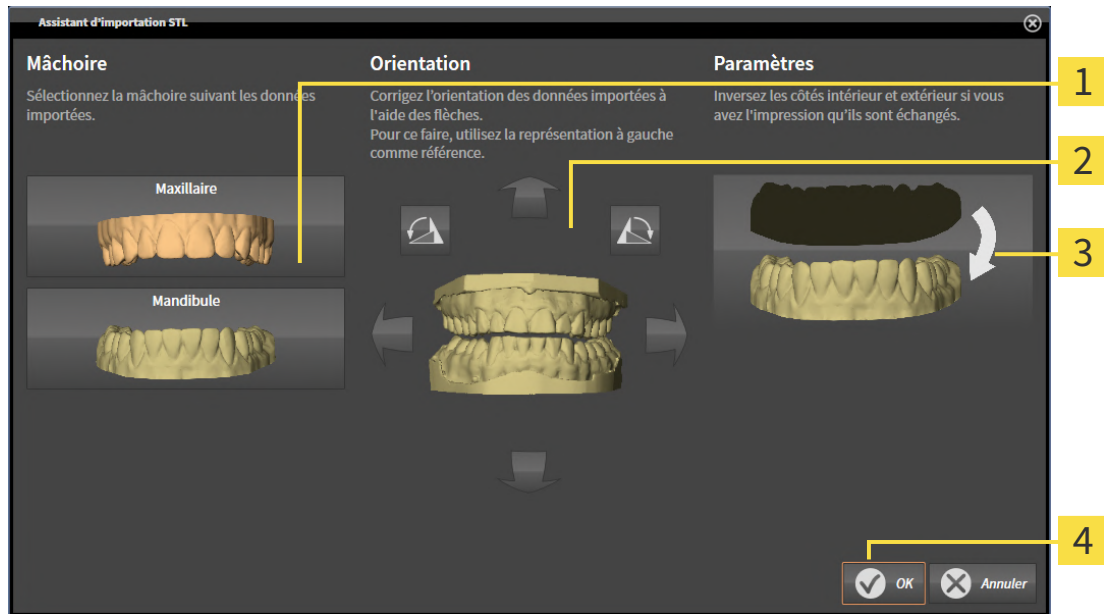 Assistant d'importation STL
Mâchoire
Sélectionnez la mâchoire suivant les données
importées.
Maxillaire
Mandibule
Orientation
Corrigez l'orientation des données importées à
l'aide des flèches.
Pour ce faire, utilisez la représentation à gauche
comme référence.
Paramètres
Inversez les côtés intérieur et extérieur si vous
avez l'impression qu'ils sont échangés.
1
2
3
4
OK
Annuler